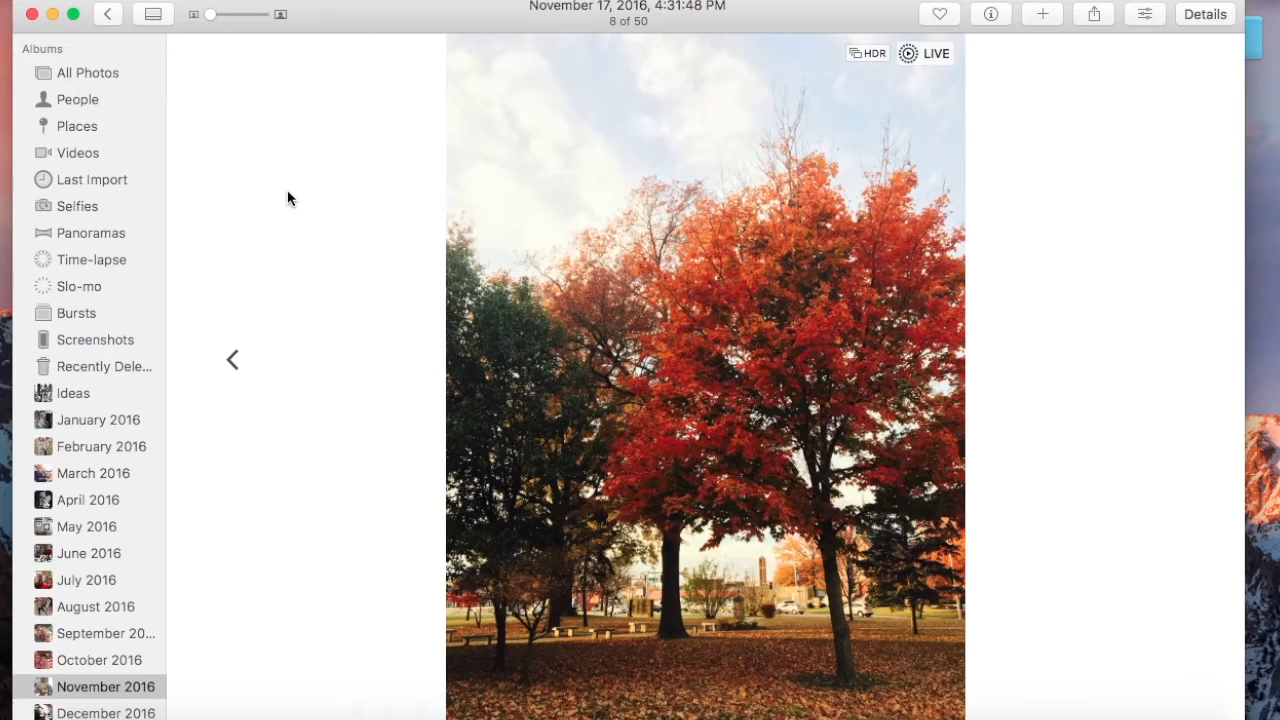 November 17, 2016, 4:31:48 PM
8 of 50
Details
Albums
All Photos
People
Places
Videos
Last Import
Selfies
Panoramas
Time-lapse
Slo-mo
Bursts
Screenshots
Recently Dele...
Ideas
January 2016
February 2016
March 2016
April 2016
May 2016
June 2016
July 2016
August 2016
September 20...
October 2016
November 2016
December 2016
HDR
LIVE